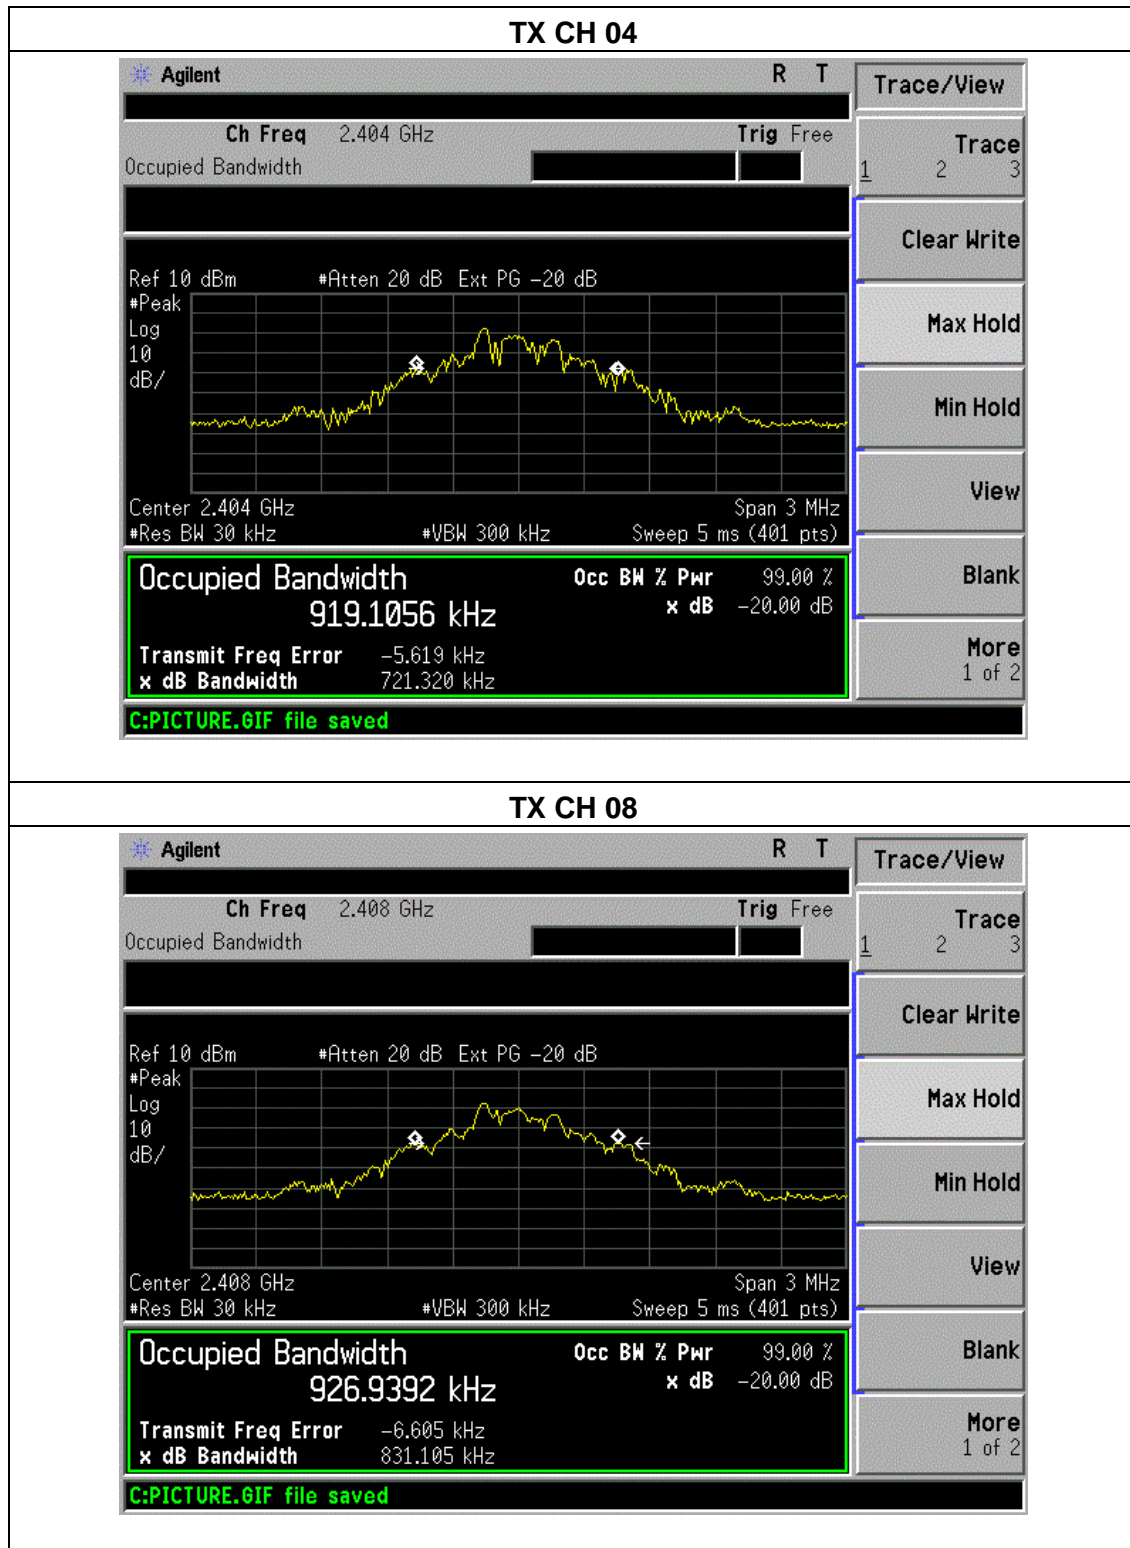 TX CH 04
Agilent R T
Trace/View
Ch Freq 2.404 GHz Trig Free
Occupied Bandwidth
Trace
1 2 3
Clear Write
Ref 10 dBm #Atten 20 dB Ext PG -20 dB
#Peak
Log
10
dB/
Max Hold
Min Hold
View
Center 2.404 GHz Span 3 MHz
#Res BW 30 kHz #VBW 300 kHz Sweep 5 ms (401 pts)
Occupied Bandwidth Occ BW % Pwr 99.00 %
919.1056 kHz x dB -20.00 dB
Blank
Transmit Freq Error -5.619 kHz
x dB Bandwidth 721.320 kHz
More
1 of 2
C:PICTURE.GIF file saved
TX CH 08
Agilent R T
Trace/View
Ch Freq 2.408 GHz Trig Free
Occupied Bandwidth
Trace
1 2 3
Clear Write
Ref 10 dBm #Atten 20 dB Ext PG -20 dB
#Peak
Log
10
dB/
Max Hold
Min Hold
View
Center 2.408 GHz Span 3 MHz
#Res BW 30 kHz #VBW 300 kHz Sweep 5 ms (401 pts)
Occupied Bandwidth Occ BW % Pwr 99.00 %
926.9392 kHz x dB -20.00 dB
Blank
Transmit Freq Error -6.605 kHz
x dB Bandwidth 831.105 kHz
More
1 of 2
C:PICTURE.GIF file saved